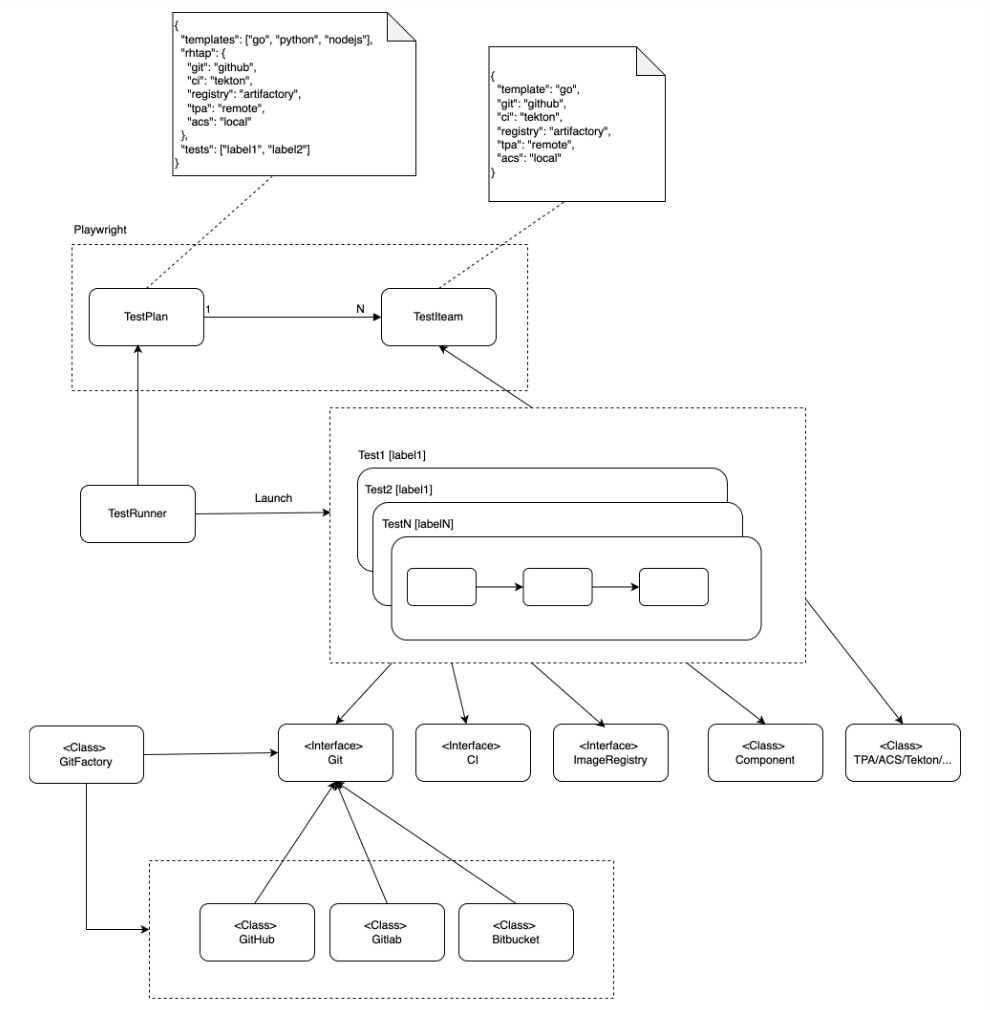 {
"templates": ["go", "python", "nodejs"],
"rhtap": {
"git": "github",
"ci": "tekton",
"registry": "artifactory",
"tpa": "remote",
"acs": "local"
},
"tests": ["label1", "label2"]
}
{
"template": "go",
"git": "github",
"ci": "tekton",
"registry": "artifactory",
"tpa": "remote",
"acs": "local"
}
Playwright
TestPlan
1
N
TestIteam
Test1 [label1]
Test2 [label1]
TestN [labelN]
TestRunner
Launch
<Class>
GitFactory
<Interface>
Git
<Interface>
CI
<Interface>
ImageRegistry
<Class>
Component
<Class>
TPA/ACS/Tekton/...
<Class>
GitHub
<Class>
Gitlab
<Class>
Bitbucket